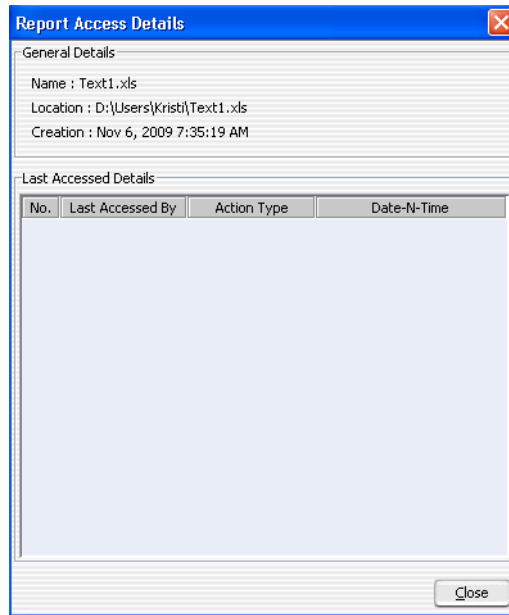 Report Access Details
General Details
Name : Text1.xls
Location : D:\Users\Kristi\Text1.xls
Creation : Nov 6, 2009 7:35:19 AM
Last Accessed Details
No. Last Accessed By Action Type Date-N-Time
Close